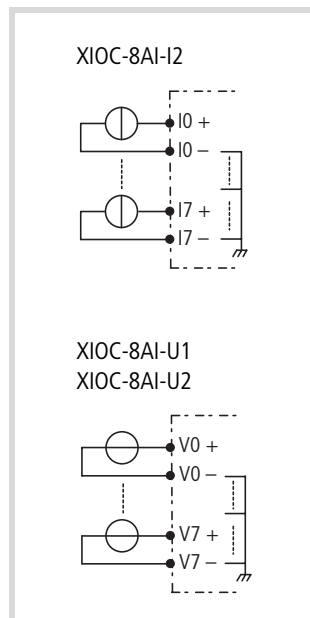 XIOC-8AI-I2
I0 +
I0 –
I7 +
I7 –
XIOC-8AI-U1
XIOC-8AI-U2
V0 +
V0 –
V7 +
V7 –